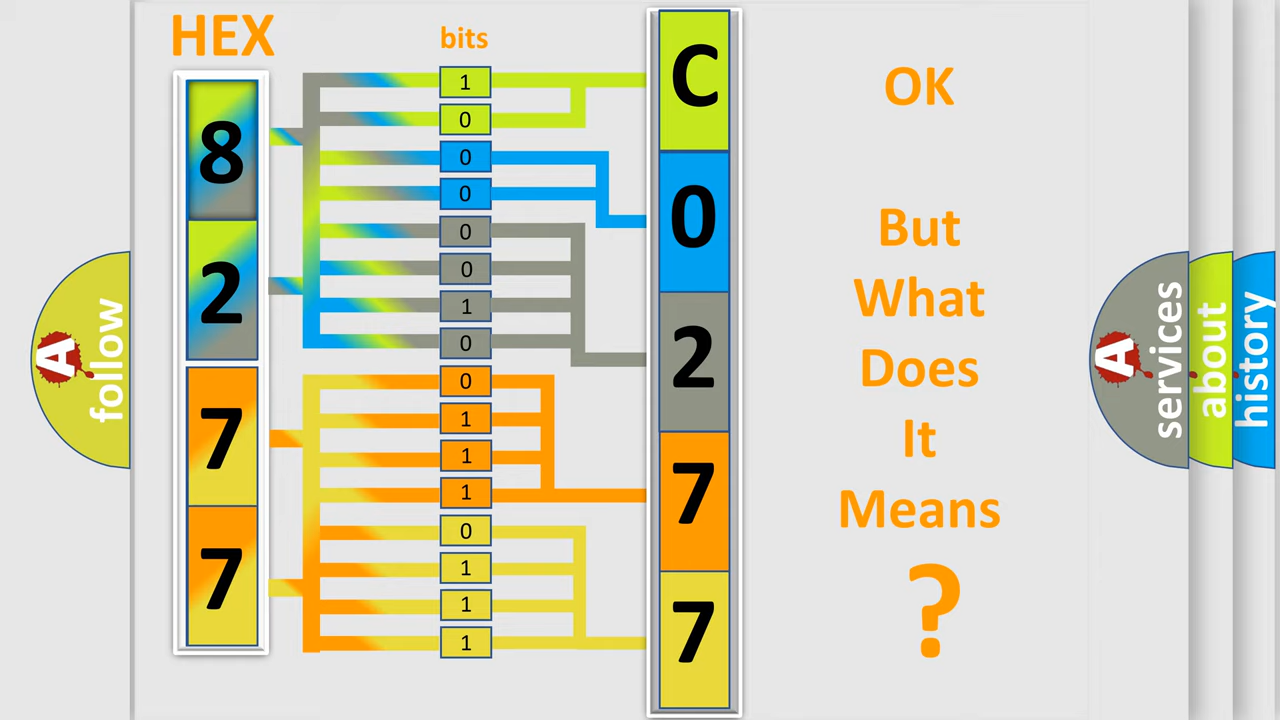 HEX
bits
8
2
7
7
1
0
0
0
0
0
1
0
0
1
1
1
0
1
1
1
C
0
2
7
7
OK
But
What
Does
It
Means
?
A
follow
A
services
about
history